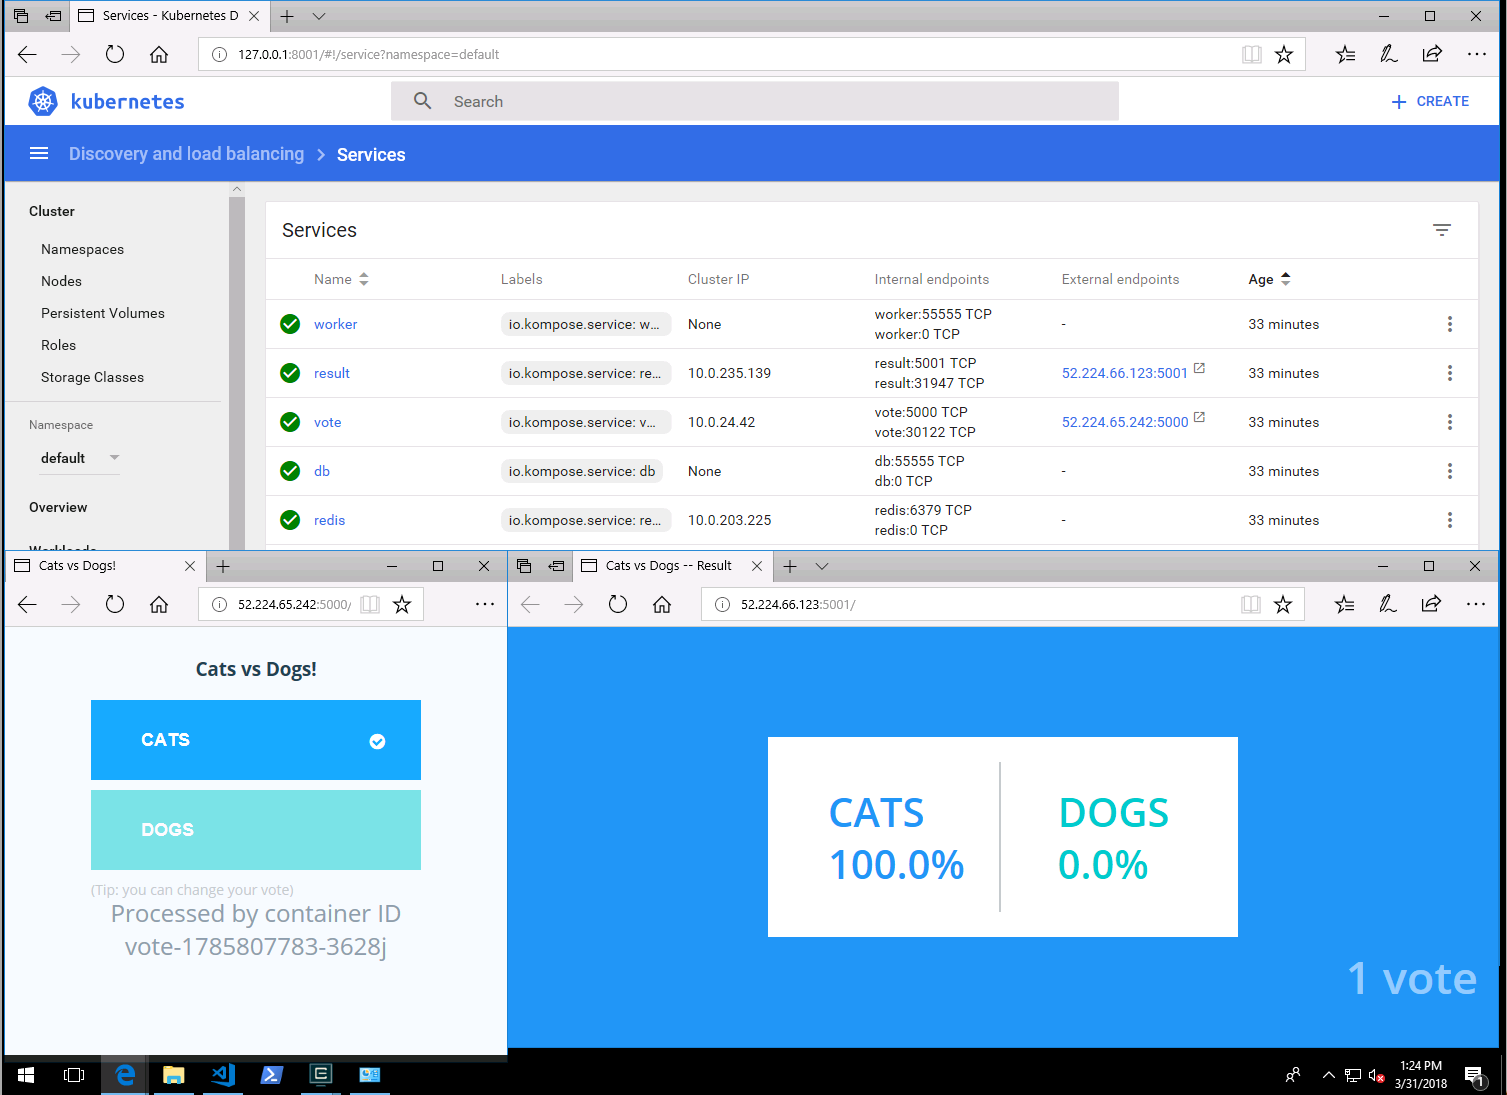 Services - Kubernetes D
127.0.0.1:8001/#!/service?namespace=default
kubernetes
Search
CREATE
Discovery and load balancing > Services
Cluster
Namespaces
Nodes
Persistent Volumes
Roles
Storage Classes
Namespace
default
Overview
Workloads
Services
Name Labels Cluster IP Internal endpoints External endpoints Age
worker io.kompose.service: w... None worker:55555 TCP - 33 minutes
worker:0 TCP
result io.kompose.service: re... 10.0.235.139 result:5001 TCP 52.224.66.123:5001 33 minutes
result:31947 TCP
vote io.kompose.service: v... 10.0.24.42 vote:5000 TCP 52.224.65.242:5000 33 minutes
vote:30122 TCP
db io.kompose.service: db None db:55555 TCP - 33 minutes
db:0 TCP
redis io.kompose.service: re... 10.0.203.225 redis:6379 TCP - 33 minutes
redis:0 TCP
Cats vs Dogs!
52.224.65.242:5000/
Cats vs Dogs!
CATS
DOGS
(Tip: you can change your vote)
Processed by container ID
vote-1785807783-3628j
Cats vs Dogs -- Result
52.224.66.123:5001/
CATS DOGS
100.0% 0.0%
1 vote
1:24 PM
3/31/2018
1